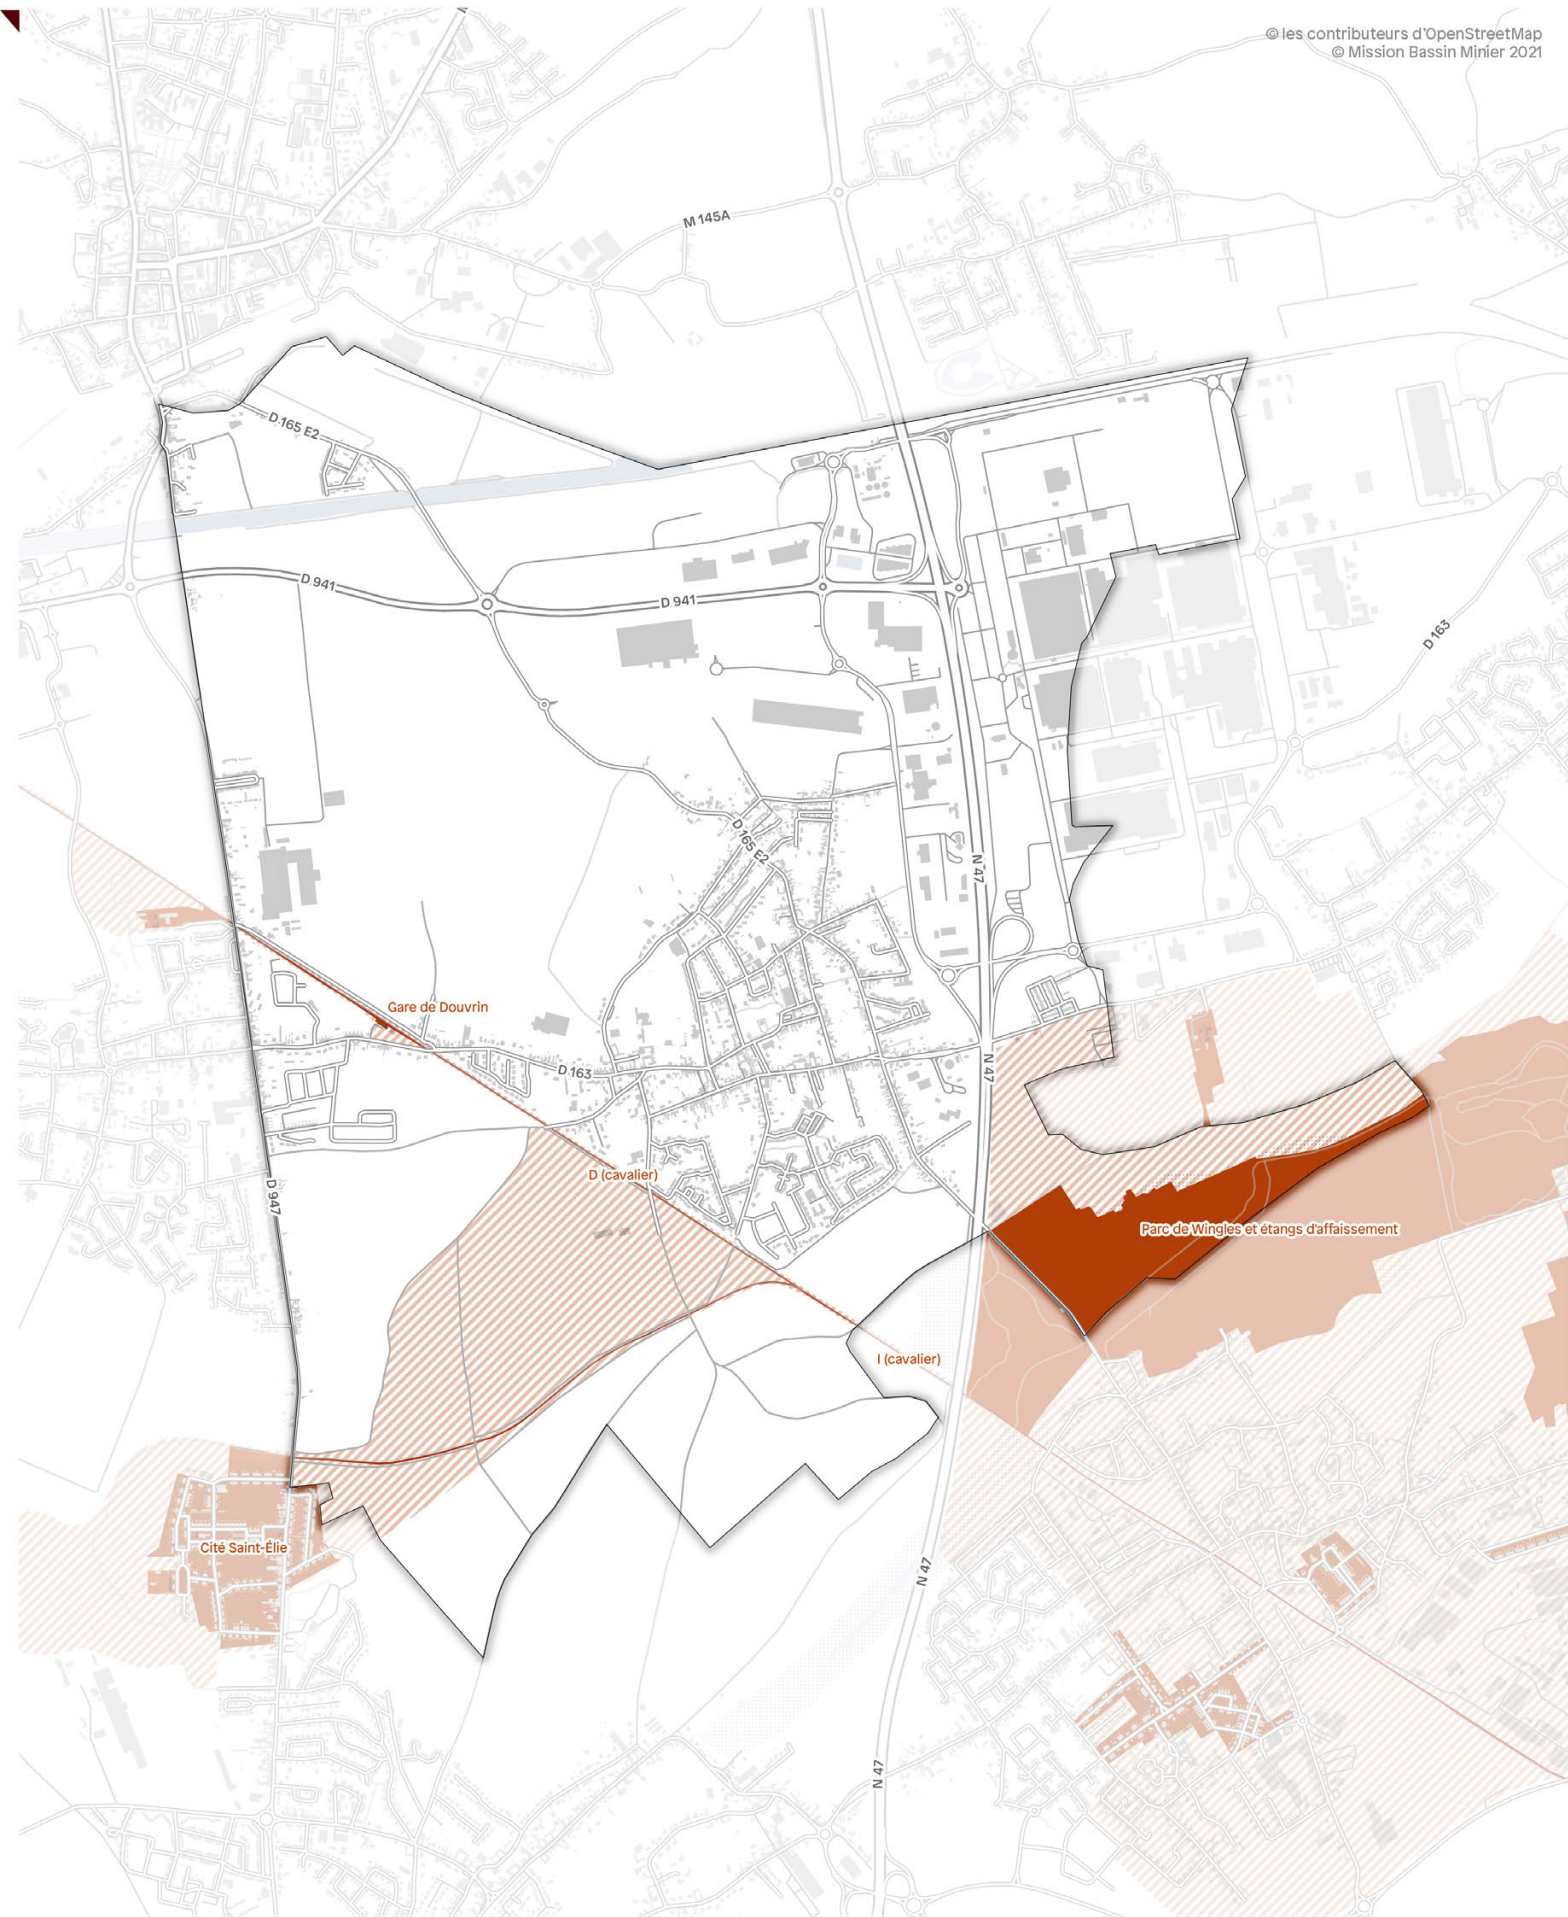 © les contributeurs d'OpenStreetMap
© Mission Bassin Minier 2021
M 145A
D 165 E2
D 941
D 941
D 163
D 165 E2
N 47
Gare de Douvrin
D 163
N 47
D (cavalier)
D 947
Parc de Wingles et étangs d'affaissement
I (cavalier)
Cité Saint-Élie
N 47
N 47